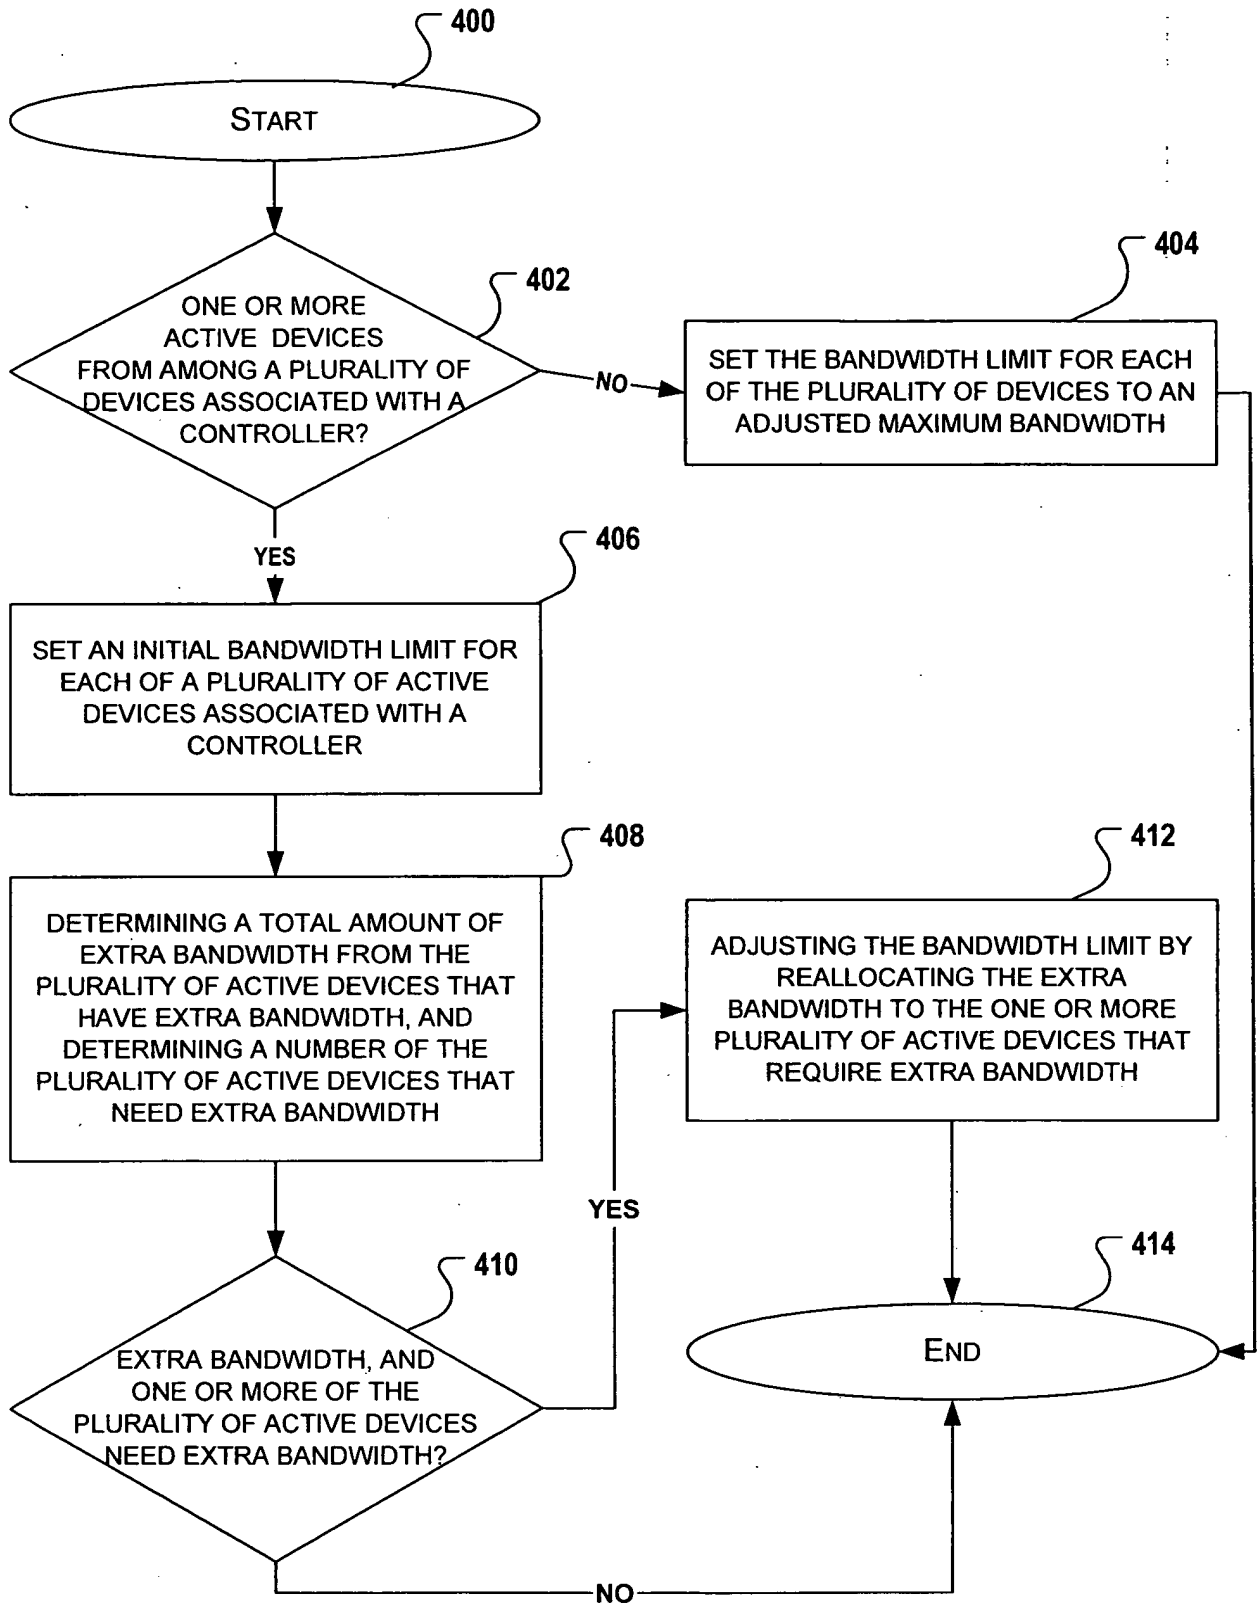 400
START
402
ONE OR MORE
ACTIVE DEVICES
FROM AMONG A PLURALITY OF
DEVICES ASSOCIATED WITH A
CONTROLLER?
NO
404
SET THE BANDWIDTH LIMIT FOR EACH
OF THE PLURALITY OF DEVICES TO AN
ADJUSTED MAXIMUM BANDWIDTH
YES
406
SET AN INITIAL BANDWIDTH LIMIT FOR
EACH OF A PLURALITY OF ACTIVE
DEVICES ASSOCIATED WITH A
CONTROLLER
408
DETERMINING A TOTAL AMOUNT OF
EXTRA BANDWIDTH FROM THE
PLURALITY OF ACTIVE DEVICES THAT
HAVE EXTRA BANDWIDTH, AND
DETERMINING A NUMBER OF THE
PLURALITY OF ACTIVE DEVICES THAT
NEED EXTRA BANDWIDTH
410
EXTRA BANDWIDTH, AND
ONE OR MORE OF THE
PLURALITY OF ACTIVE DEVICES
NEED EXTRA BANDWIDTH?
YES
412
ADJUSTING THE BANDWIDTH LIMIT BY
REALLOCATING THE EXTRA
BANDWIDTH TO THE ONE OR MORE
PLURALITY OF ACTIVE DEVICES THAT
REQUIRE EXTRA BANDWIDTH
414
END
NO